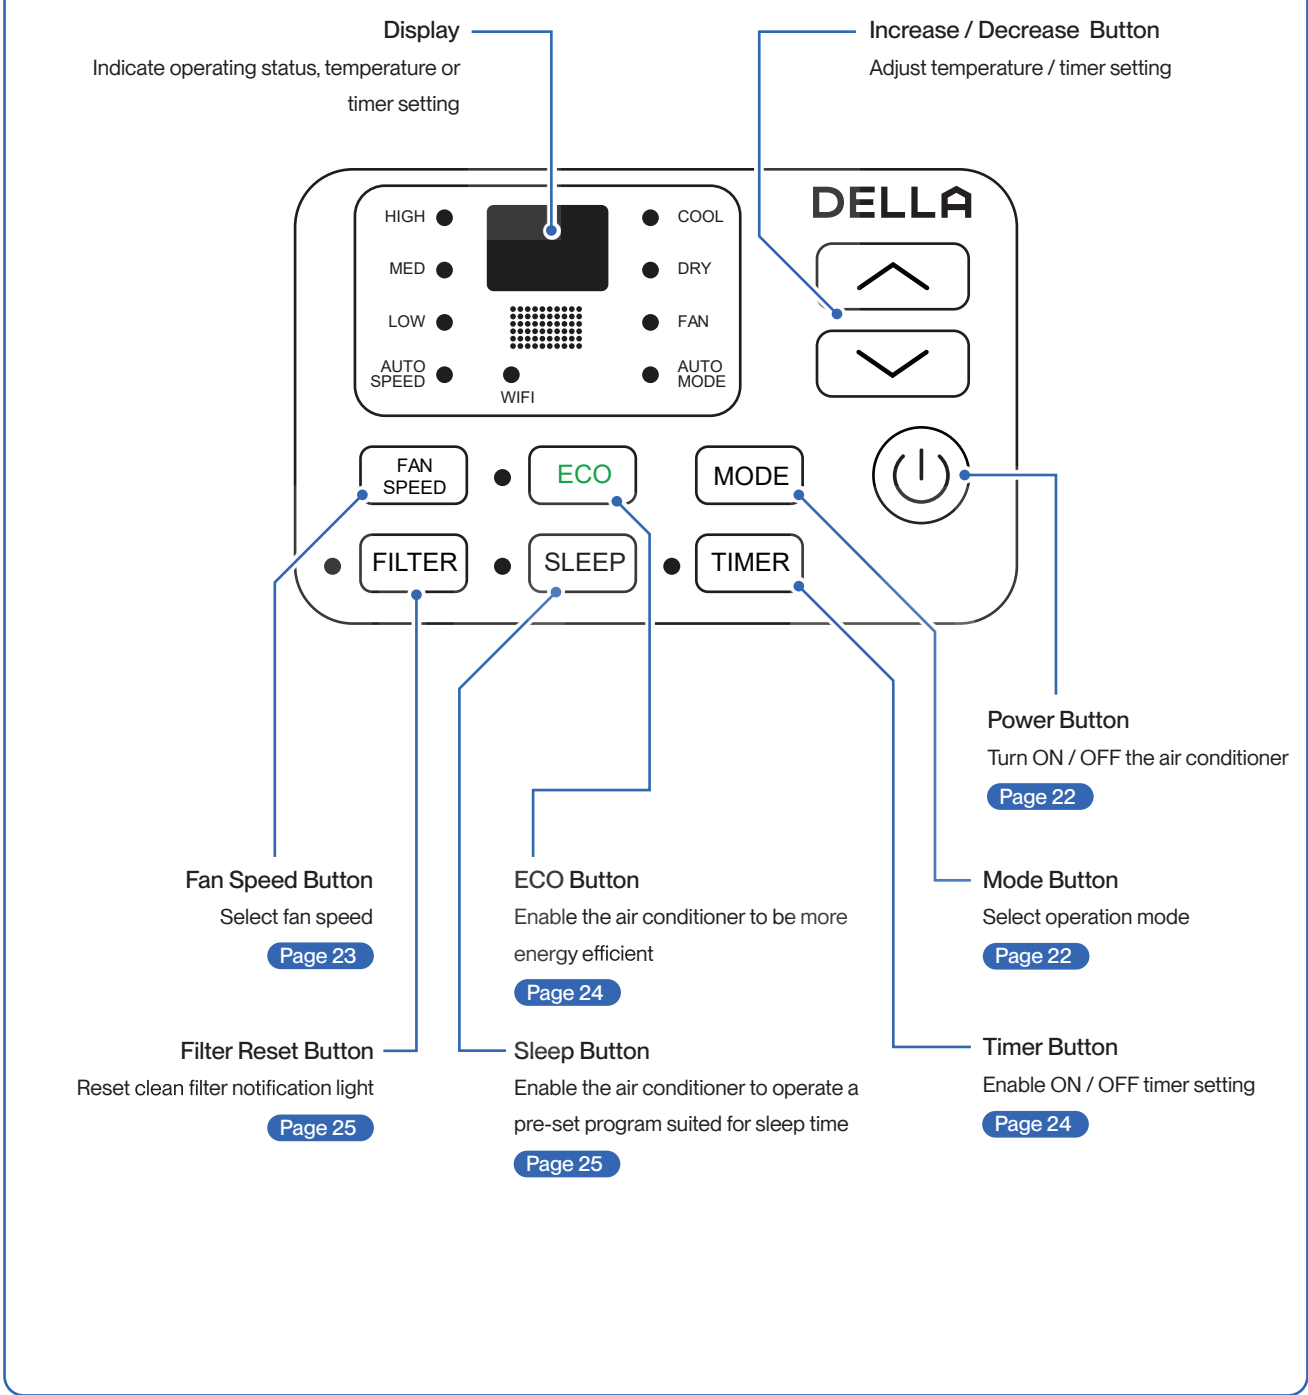 Display
Indicate operating status, temperature or
timer setting
Increase / Decrease Button
Adjust temperature / timer setting
DELLA
HIGH
MED
LOW
AUTO
SPEED
WIFI
COOL
DRY
FAN
AUTO
MODE
FAN
SPEED
ECO
MODE
FILTER
SLEEP
TIMER
Power Button
Turn ON / OFF the air conditioner
Page 22
Fan Speed Button
Select fan speed
Page 23
ECO Button
Enable the air conditioner to be more
energy efficient
Page 24
Mode Button
Select operation mode
Page 22
Filter Reset Button
Reset clean filter notification light
Page 25
Sleep Button
Enable the air conditioner to operate a
pre-set program suited for sleep time
Page 25
Timer Button
Enable ON / OFF timer setting
Page 24